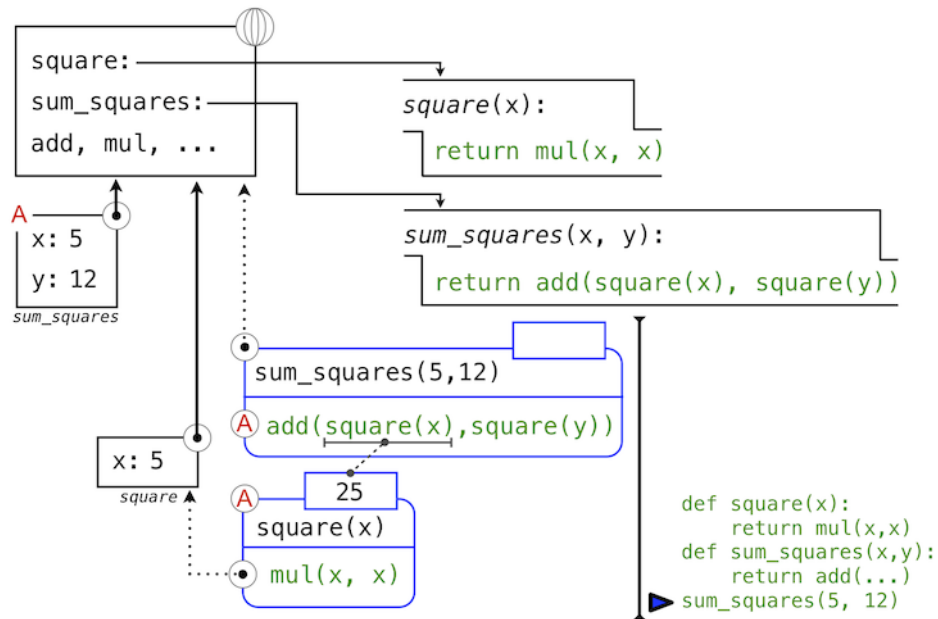 square:
sum_squares:
add, mul, ...
square(x):
return mul(x, x)
sum_squares(x, y):
return add(square(x), square(y))
A
x: 5
y: 12
sum_squares
sum_squares(5,12)
A
add(square(x),square(y))
x: 5
square
25
A
square(x)
mul(x, x)
def square(x):
return mul(x,x)
def sum_squares(x,y):
return add(...)
sum_squares(5, 12)